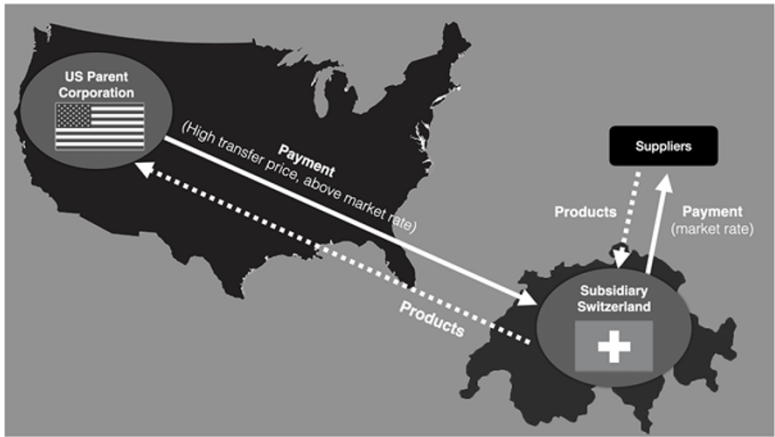 US Parent
Corporation
Payment
(High transfer price, above market rate)
Products
Suppliers
Products
Payment
(market rate)
Subsidiary
Switzerland